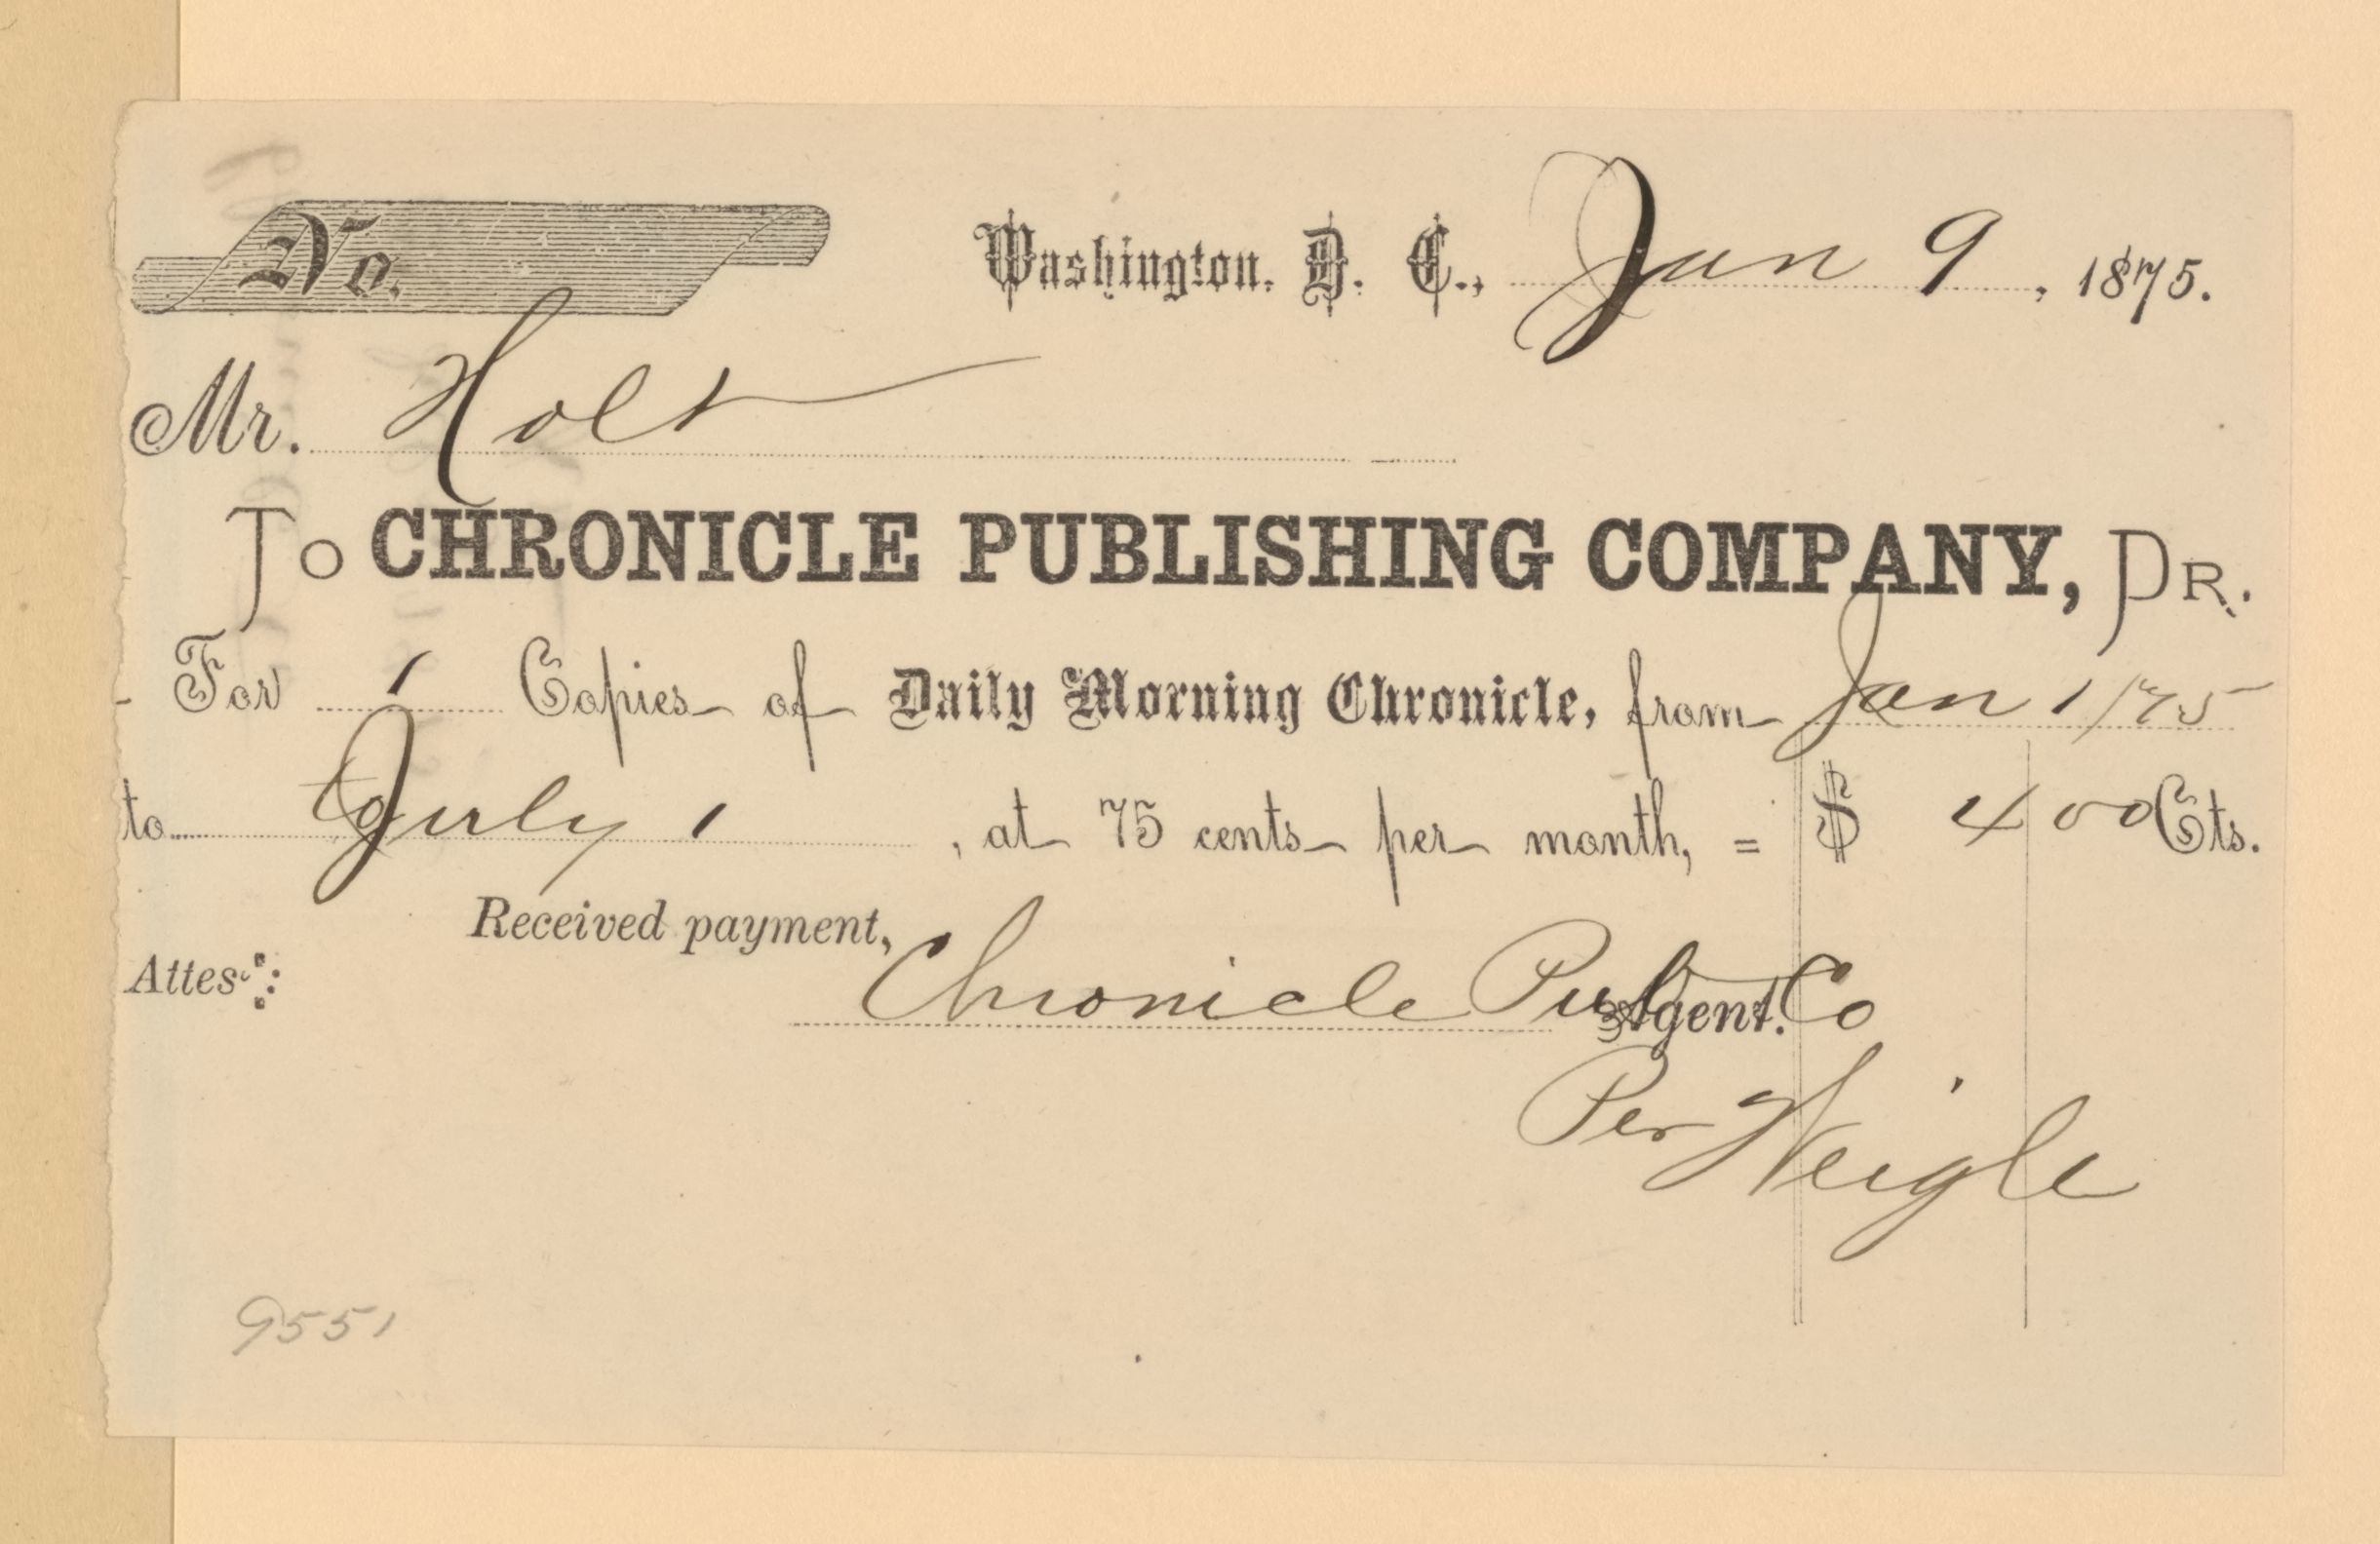 No.
Washington, D. C., Jan 9, 1875.
Mr. Holt
To CHRONICLE PUBLISHING COMPANY, DR.
For 1 Copies of Daily Morning Chronicle, from Jan 1/75
to to July 1, at 75 cents per month, = $ 4 00 Cts.
Received payment,
Attest:
Chronicle Pub Co
Agent.
Per Weigle
9551